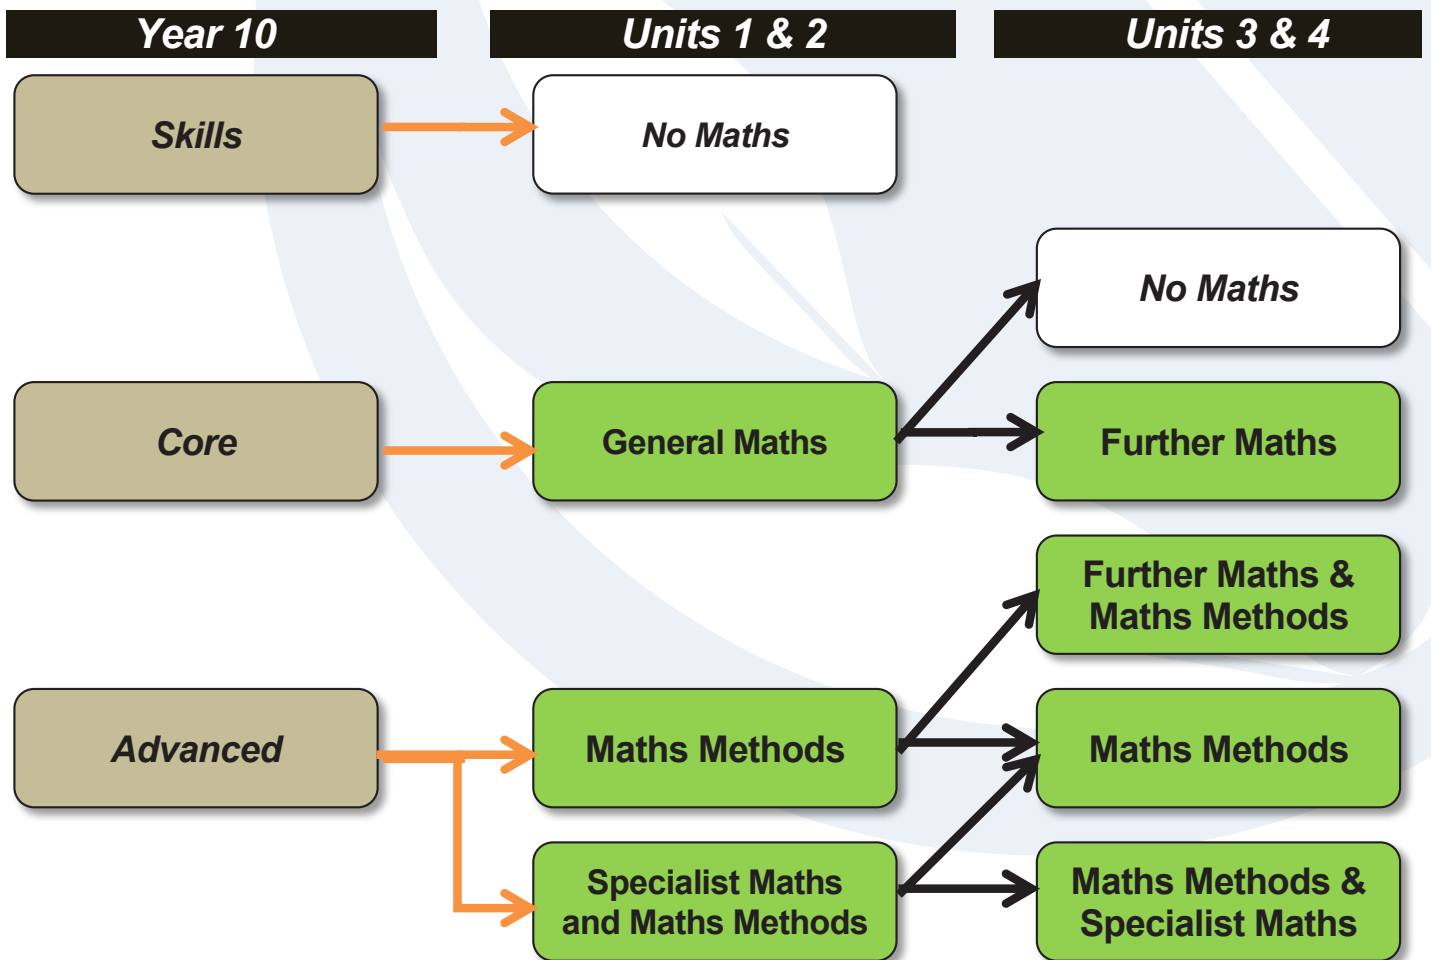 Year 10
Units 1 & 2
Units 3 & 4
Skills
No Maths
No Maths
Core
General Maths
Further Maths
Further Maths &
Maths Methods
Advanced
Maths Methods
Maths Methods
Specialist Maths
and Maths Methods
Maths Methods &
Specialist Maths